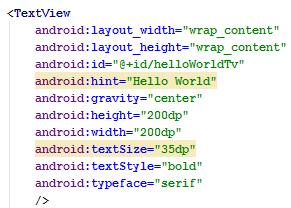 <TextView
android:layout_width="wrap_content"
android:layout_height="wrap_content"
android:id="@+id/helloWorldTv"
android:hint="Hello World"
android:gravity="center"
android:height="200dp"
android:width="200dp"
android:textSize="35dp"
android:textStyle="bold"
android:typeface="serif"
/>